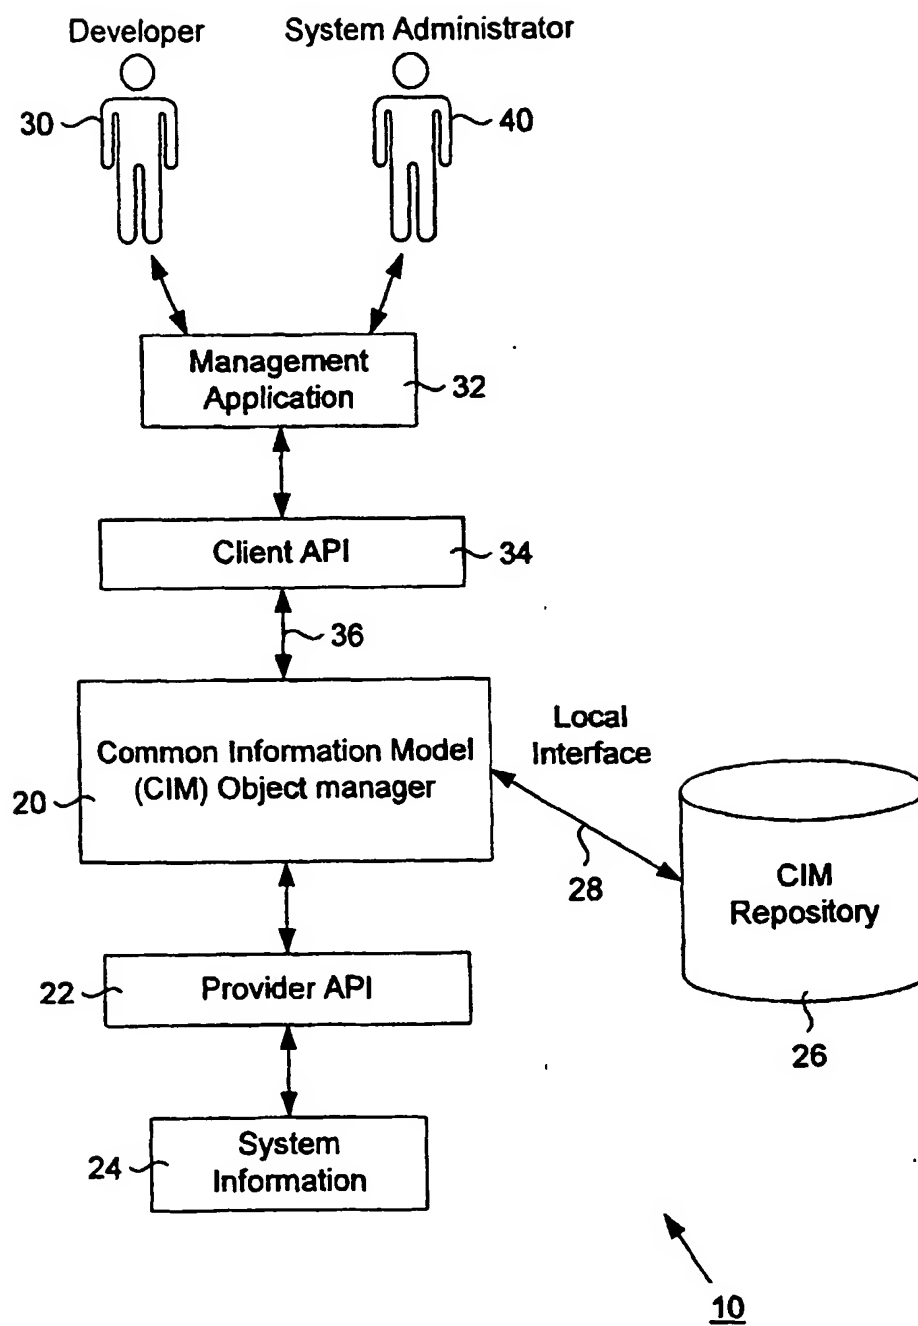 Developer
System Administrator
30
40
Management
Application
32
Client API
34
36
Common Information Model
(CIM) Object manager
20
Local
Interface
28
CIM
Repository
26
Provider API
22
System
Information
24
10